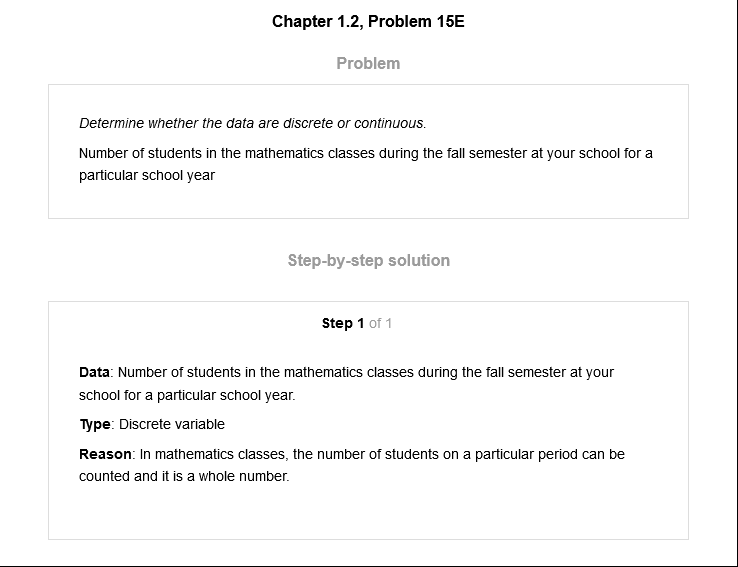 Chapter 1.2, Problem 15E
Problem
Determine whether the data are discrete or continuous.
Number of students in the mathematics classes during the fall semester at your school for a
particular school year
Step-by-step solution
Step 1 of 1
Data: Number of students in the mathematics classes during the fall semester at your
school for a particular school year.
Type: Discrete variable
Reason: In mathematics classes, the number of students on a particular period can be
counted and it is a whole number.